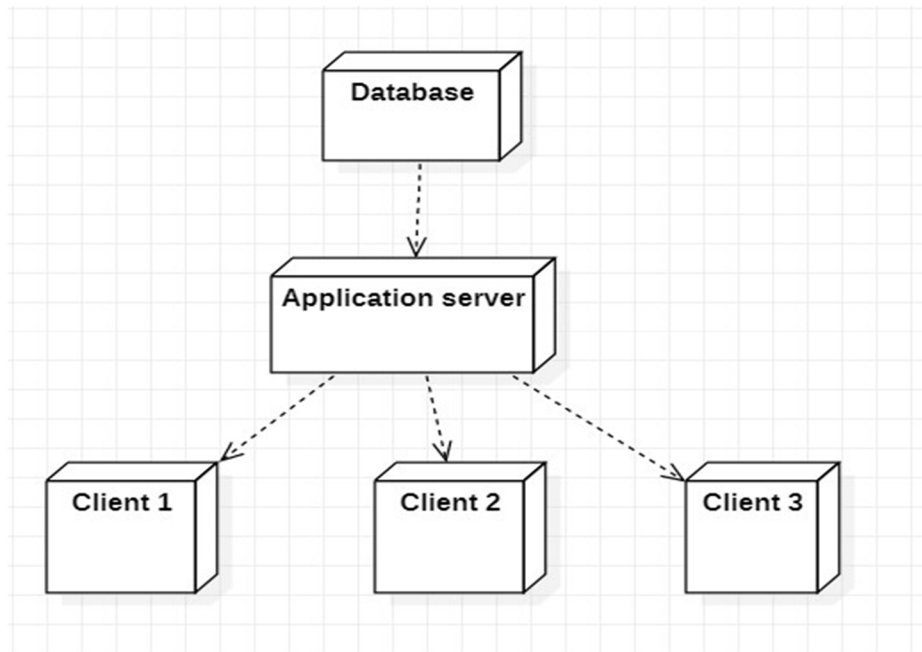 Database
Application server
Client 1
Client 2
Client 3